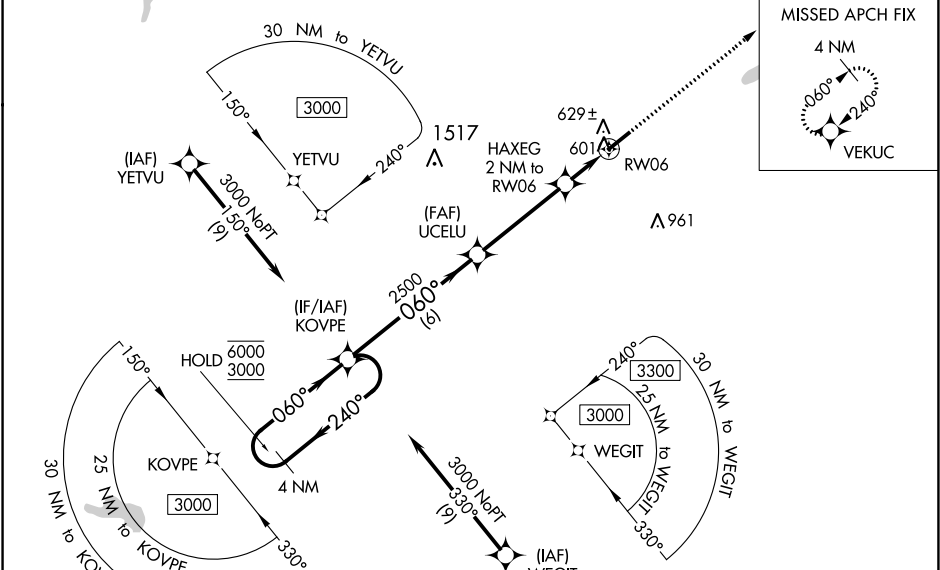 MISSED APCH FIX
4 NM
060°
240°
VEKUC
30 NM to YETVU
150°
3000
240°
YETVU
(IAF)
YETVU
3000 NoPT
150°
(9)
1517
629±
601
HAXEG
2 NM to
RW06
RW06
961
(FAF)
UCELU
2500
060°
(6)
(IF/IAF)
KOVPE
HOLD 6000
3000
060°
240°
4 NM
150°
KOVPE
3000
330°
25 NM to KOVPE
30 NM to
240°
3300
3000
WEGIT
25 NM to WEGIT
30 NM to WEGIT
330°
3000 NoPT
330°
(9)
(IAF)